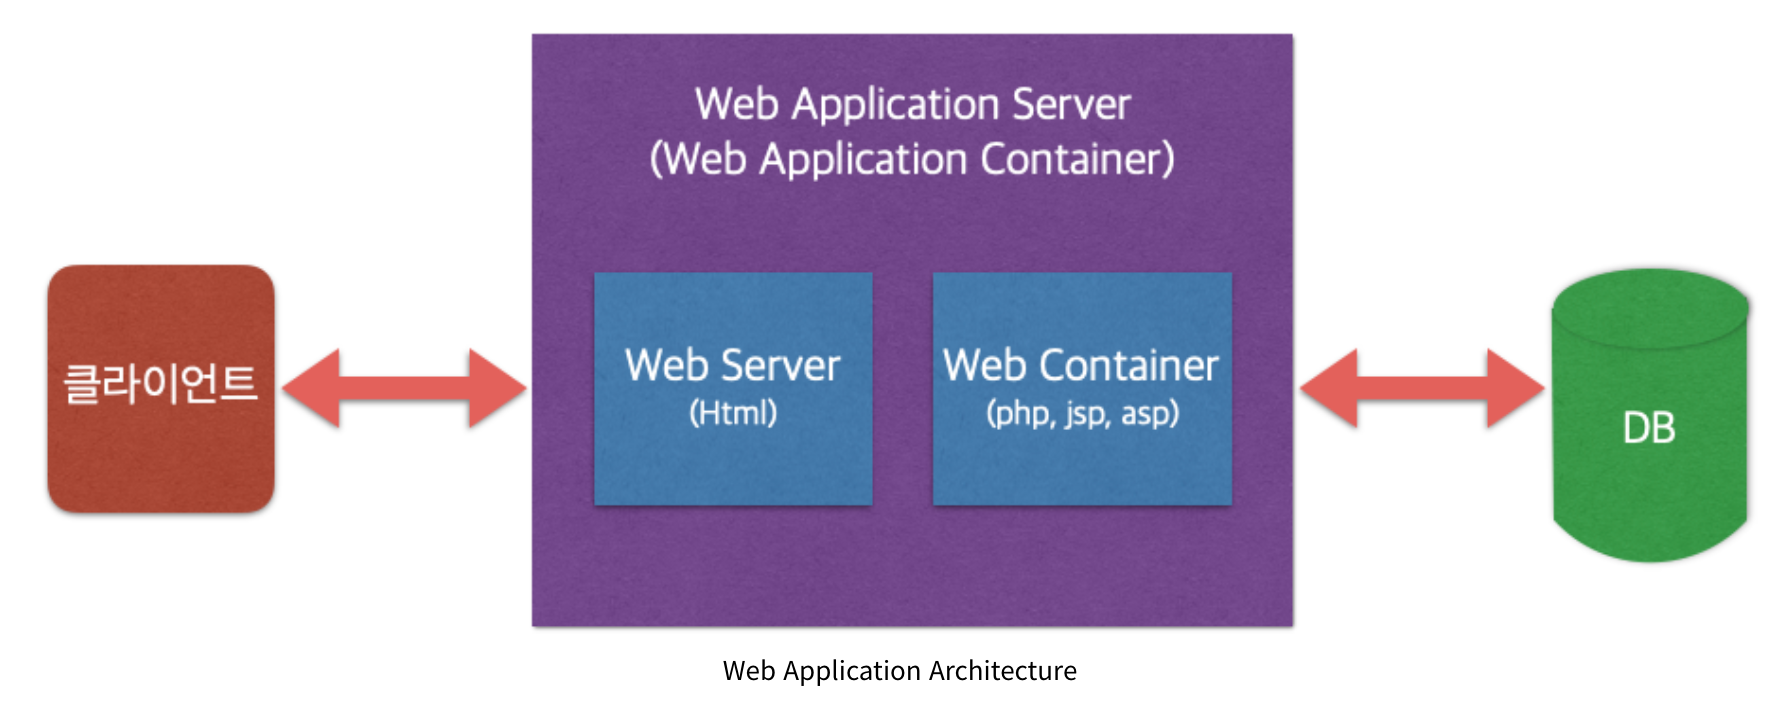 Web Application Server
(Web Application Container)
클라이언트
Web Server
(Html)
Web Container
(php, jsp, asp)
DB
Web Application Architecture